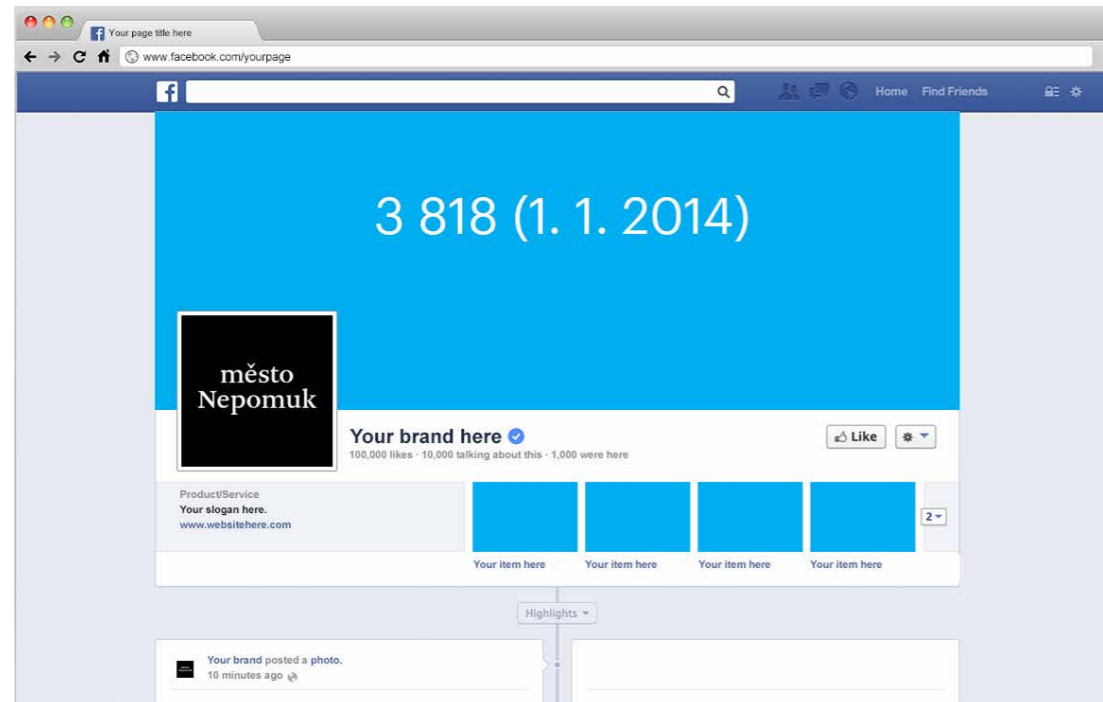 Your page title here
www.facebook.com/yourpage
Home Find Friends
3 818 (1. 1. 2014)
město
Nepomuk
Your brand here
Like
100,000 likes · 10,000 talking about this · 1,000 were here
Product/Service
Your slogan here.
www.websitehere.com
2
Your item here Your item here Your item here Your item here
Highlights
Your brand posted a photo.
10 minutes ago